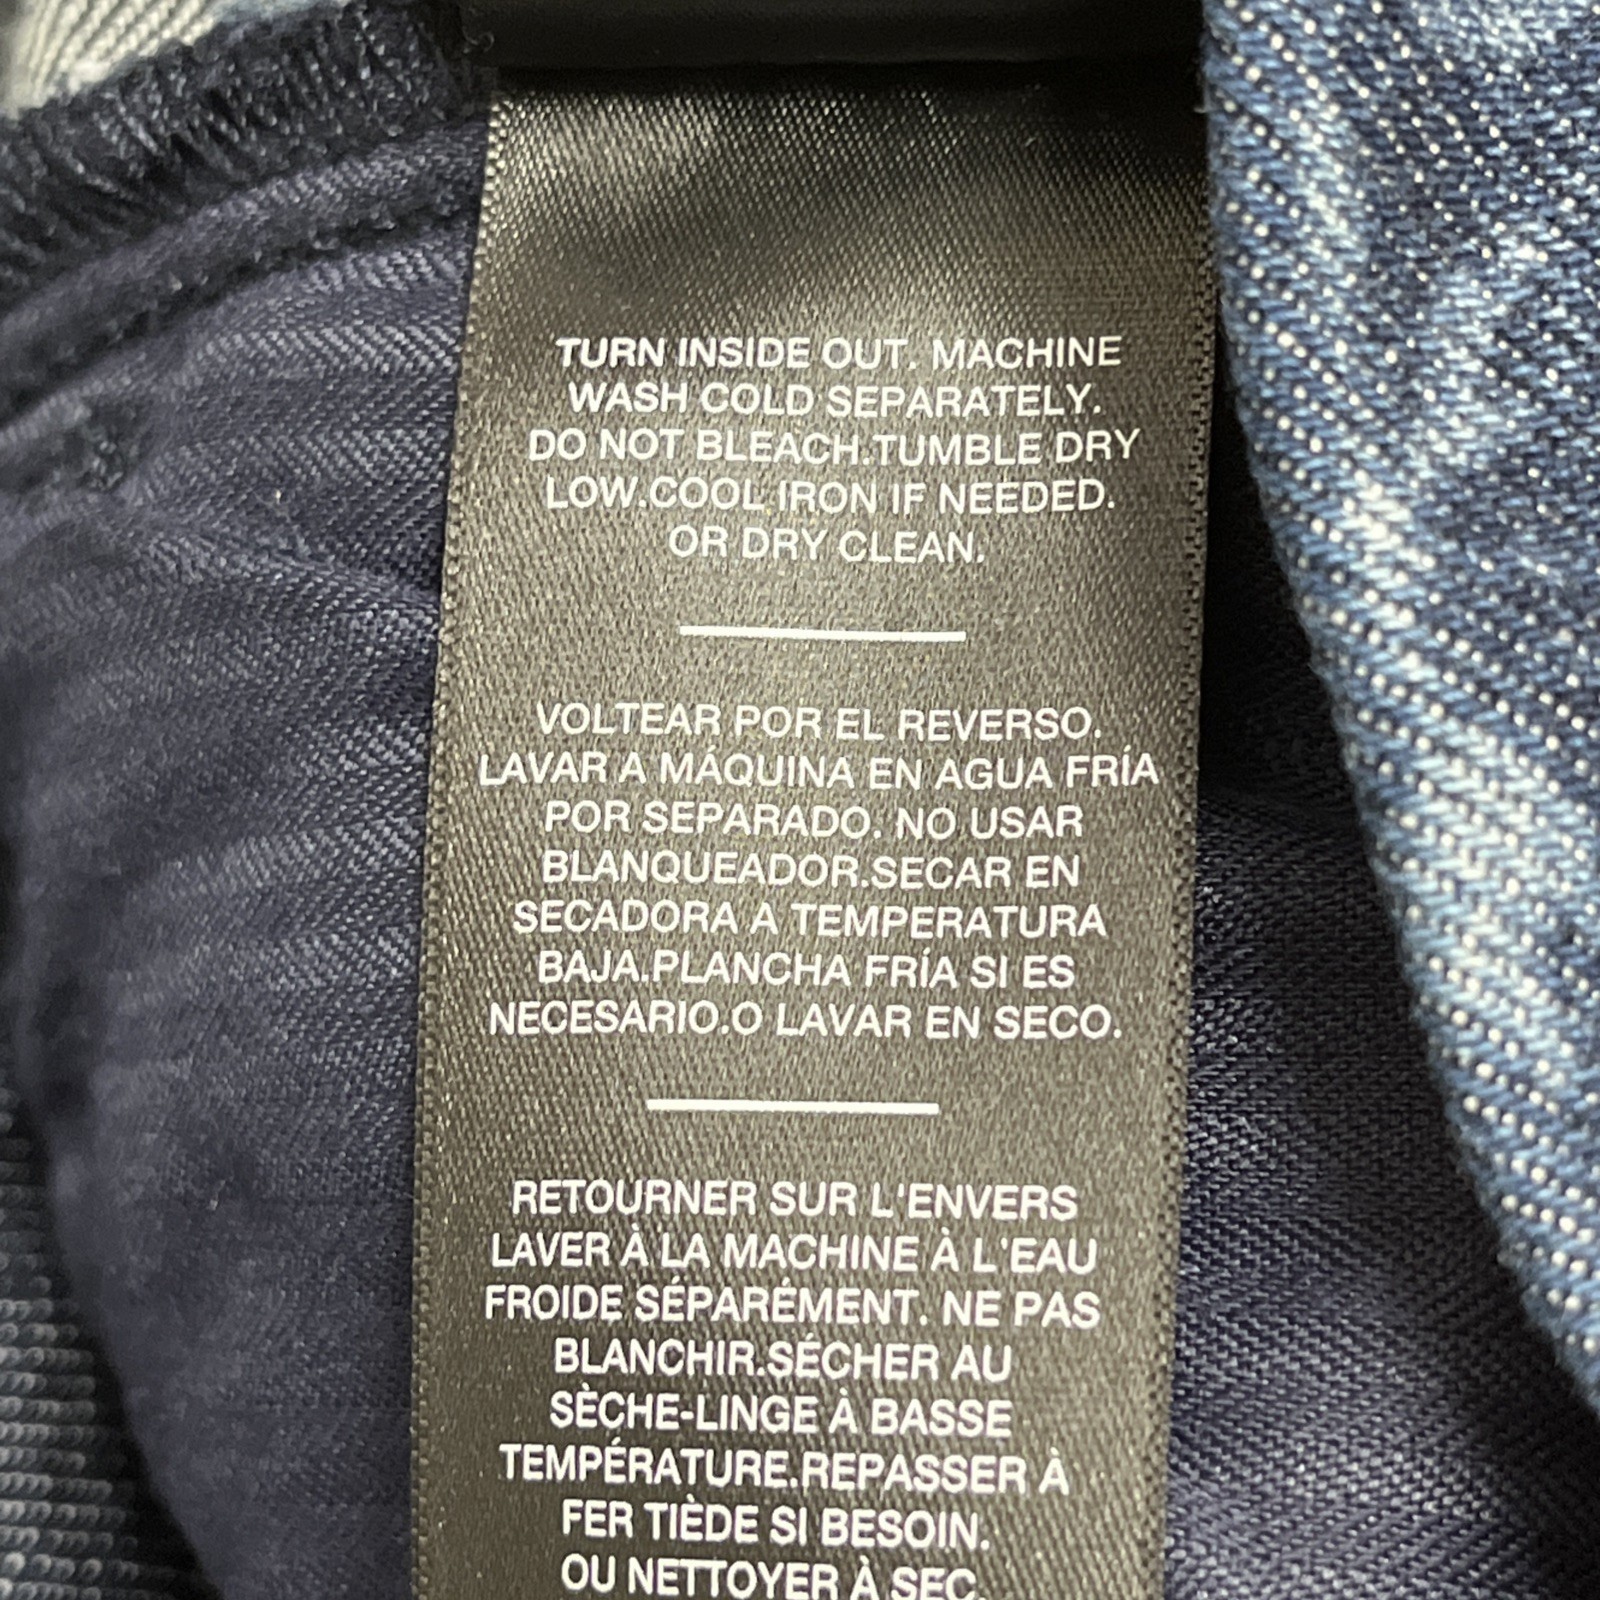 TURN INSIDE OUT. MACHINE
WASH COLD SEPARATELY.
DO NOT BLEACH.TUMBLE DRY
LOW.COOL IRON IF NEEDED.
OR DRY CLEAN.
VOLTEAR POR EL REVERSO.
LAVAR A MÁQUINA EN AGUA FRÍA
POR SEPARADO. NO USAR
BLANQUEADOR.SECAR EN
SECADORA A TEMPERATURA
BAJA.PLANCHA FRÍA SI ES
NECESARIO.O LAVAR EN SECO.
RETOURNER SUR L'ENVERS
LAVER À LA MACHINE À L'EAU
FROIDE SÉPARÉMENT. NE PAS
BLANCHIR.SÉCHER AU
SÈCHE-LINGE À BASSE
TEMPÉRATURE.REPASSER À
FER TIÈDE SI BESOIN.
OU NETTOYER À SEC.